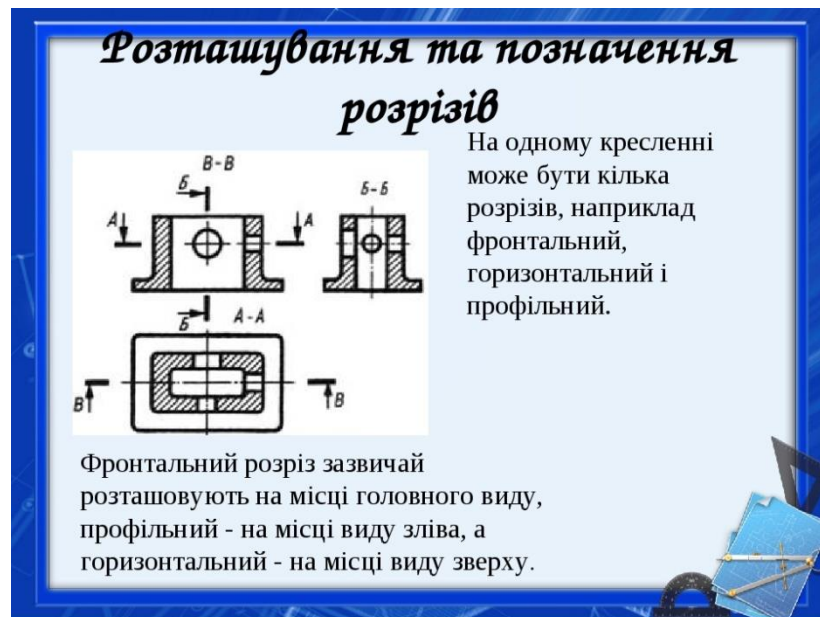 Розташування та позначення
розрізів
На одному кресленні
може бути кілька
розрізів, наприклад
фронтальний,
горизонтальний і
профільний.
В-В
Б
Б-Б
А
А
Б
А-А
В
В
Фронтальний розріз зазвичай
розташовують на місці головного виду,
профільний - на місці виду зліва, а
горизонтальний - на місці виду зверху.